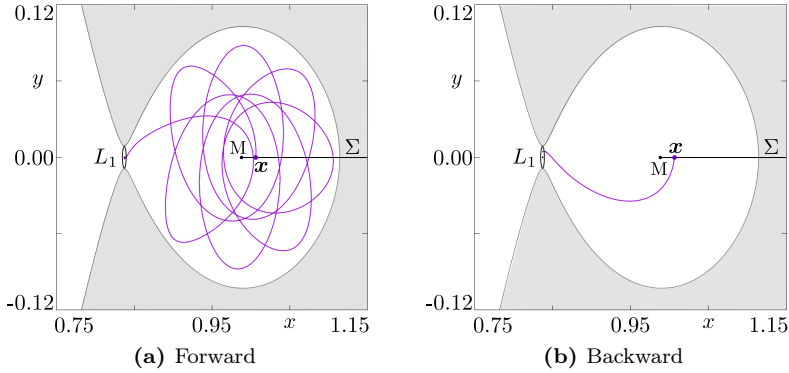 0.12
y
0.00
-0.12
L1
M
x
Σ
0.75
0.95
x
1.15
(a) Forward
0.12
y
0.00
-0.12
L1
x
M
Σ
0.75
0.95
x
1.15
(b) Backward